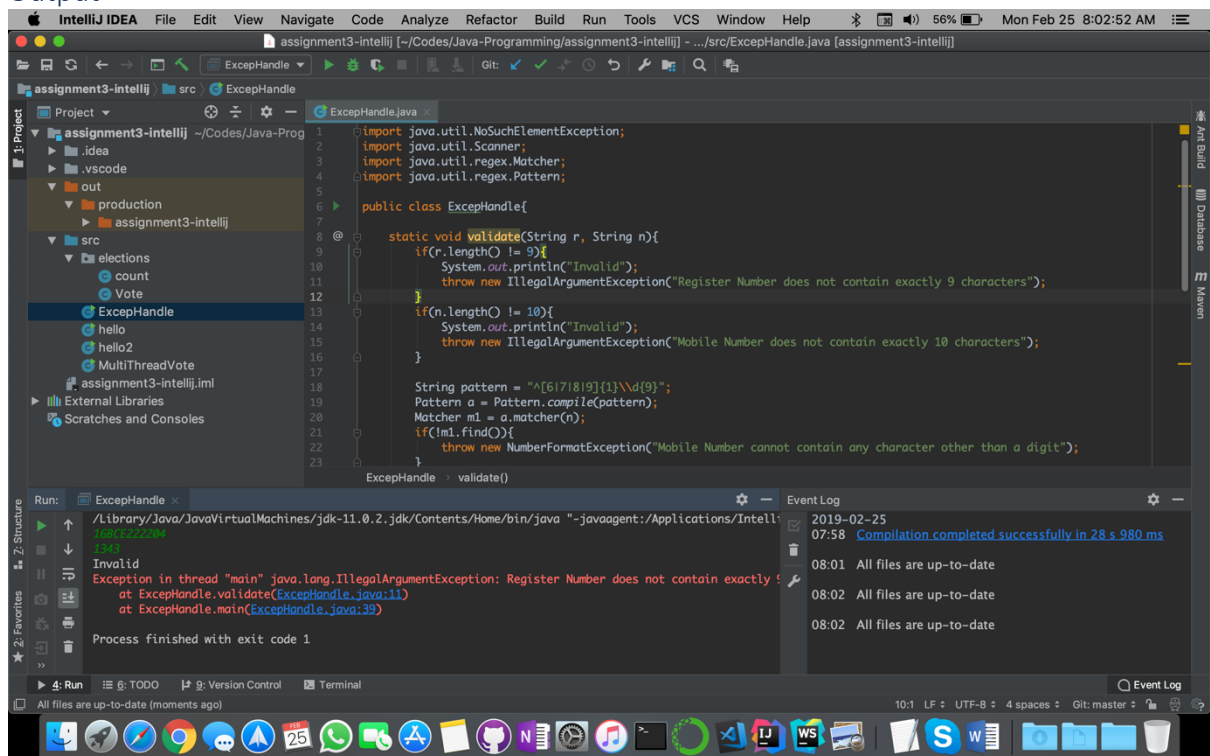 Output
IntelliJ IDEA File Edit View Navigate Code Analyze Refactor Build Run Tools VCS Window Help 56% Mon Feb 25 8:02:52 AM
assignment3-intellij [~/Codes/Java-Programming/assignment3-intellij] - .../src/ExcepHandle.java [assignment3-intellij]
ExcepHandle Git:
assignment3-intellij src ExcepHandle
1: Project
Project
assignment3-intellij ~/Codes/Java-Prog
.idea
.vscode
out
production
assignment3-intellij
src
elections
count
Vote
ExcepHandle
hello
hello2
MultiThreadVote
assignment3-intellij.iml
External Libraries
Scratches and Consoles
ExcepHandle.java
1 import java.util.NoSuchElementException;
2 import java.util.Scanner;
3 import java.util.regex.Matcher;
4 import java.util.regex.Pattern;
5
6 public class ExcepHandle{
7
8 @ static void validate(String r, String n){
9 if(r.length() != 9){
10 System.out.println("Invalid");
11 throw new IllegalArgumentException("Register Number does not contain exactly 9 characters");
12 }
13 if(n.length() != 10){
14 System.out.println("Invalid");
15 throw new IllegalArgumentException("Mobile Number does not contain exactly 10 characters");
16 }
17
18 String pattern = "^[6|7|8|9]{1}\\d{9}";
19 Pattern a = Pattern.compile(pattern);
20 Matcher m1 = a.matcher(n);
21 if(!m1.find()){
22 throw new NumberFormatException("Mobile Number cannot contain any character other than a digit");
23 }
ExcepHandle validate()
Ant Build
Database
m Maven
Run: ExcepHandle
/Library/Java/JavaVirtualMachines/jdk-11.0.2.jdk/Contents/Home/bin/java "-javaagent:/Applications/Intelli
168CE222204
1343
Invalid
Exception in thread "main" java.lang.IllegalArgumentException: Register Number does not contain exactly 9
at ExcepHandle.validate(ExcepHandle.java:11)
at ExcepHandle.main(ExcepHandle.java:39)
Process finished with exit code 1
Z: Structure
2: Favorites
Event Log
2019-02-25
07:58 Compilation completed successfully in 28 s 980 ms
08:01 All files are up-to-date
08:02 All files are up-to-date
08:02 All files are up-to-date
4: Run 6: TODO 9: Version Control Terminal Event Log
All files are up-to-date (moments ago) 10:1 LF UTF-8 4 spaces Git: master
FEB
25
N
IJ
WS
S
W